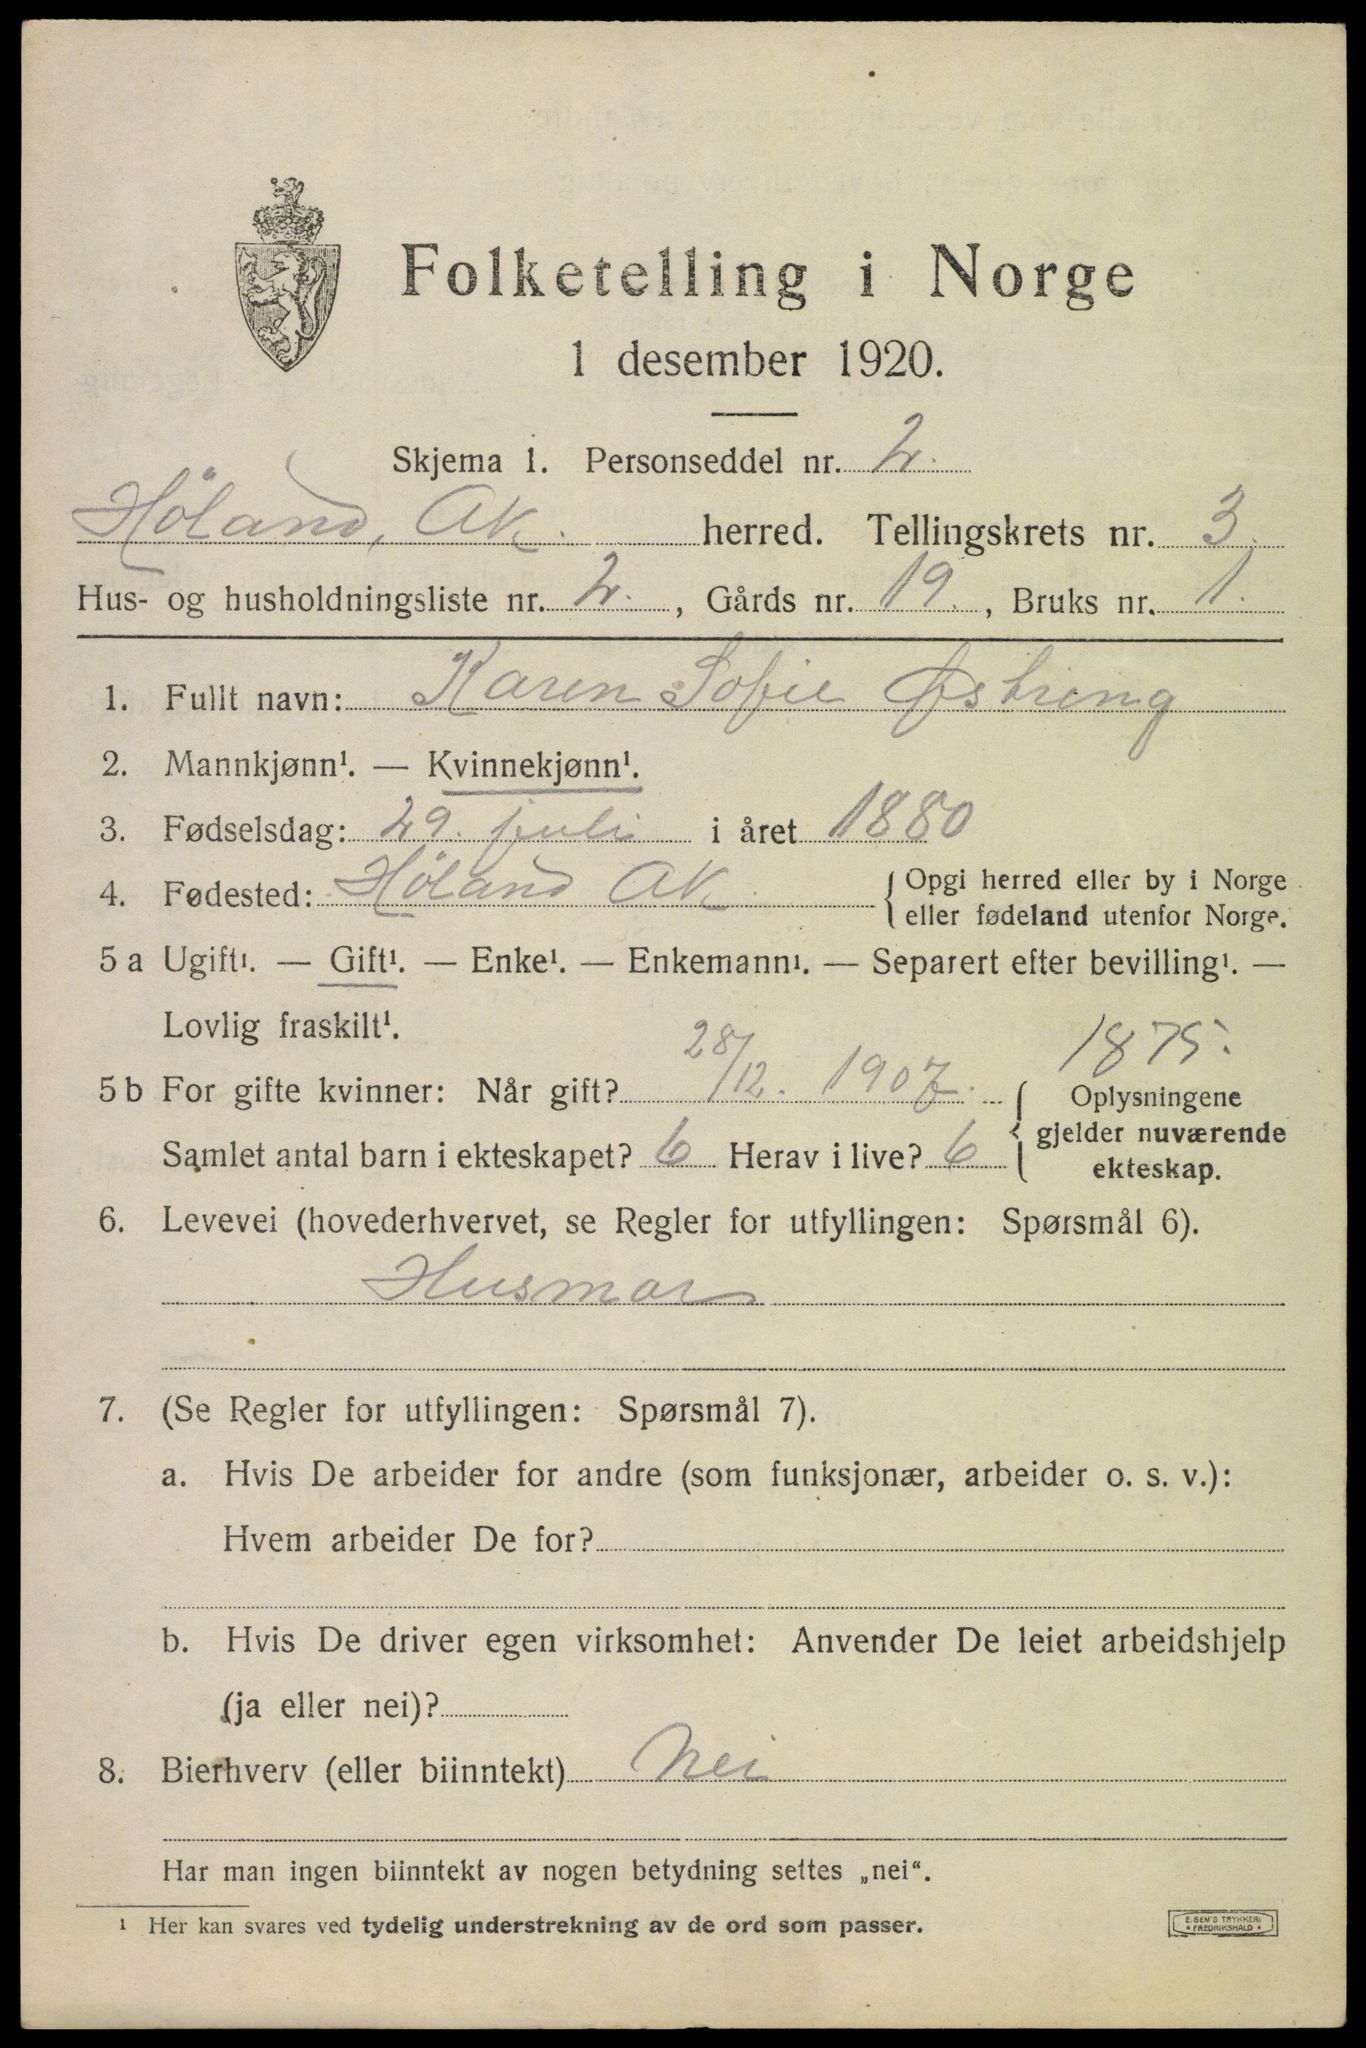 Folketelling i Norge
1 desember 1920.
Skjema 1. Personseddel nr. 2.
Høland, Ak. herred. Tellingskrets nr. 3.
Hus- og husholdningsliste nr. 2. , Gårds nr. 19. , Bruks nr. 1.
1. Fullt navn: Karen Sofie Østreng
2. Mannkjønn¹. — Kvinnekjønn¹.
3. Fødselsdag: 29. juli i året 1880
4. Fødested: Høland Ak. { Opgi herred eller by i Norge
eller fødeland utenfor Norge.
5 a Ugift¹. — Gift¹. — Enke¹. — Enkemann¹. — Separert efter bevilling¹. —
Lovlig fraskilt¹.
1875.
5 b For gifte kvinner: Når gift? 28/12. 1907. { Oplysningene
gjelder nuværende
Samlet antal barn i ekteskapet? 6 Herav i live? 6
ekteskap.
6. Levevei (hovederhvervet, se Regler for utfyllingen: Spørsmål 6).
Husmor
7. (Se Regler for utfyllingen: Spørsmål 7).
a. Hvis De arbeider for andre (som funksjonær, arbeider o. s. v.):
Hvem arbeider De for?
b. Hvis De driver egen virksomhet: Anvender De leiet arbeidshjelp
(ja eller nei)?
8. Bierhverv (eller biinntekt) Nei
Har man ingen biinntekt av nogen betydning settes „nei“.
¹ Her kan svares ved tydelig understrekning av de ord som passer.
E. SEM'S TRYKKERI
* FREDRIKSHALD *